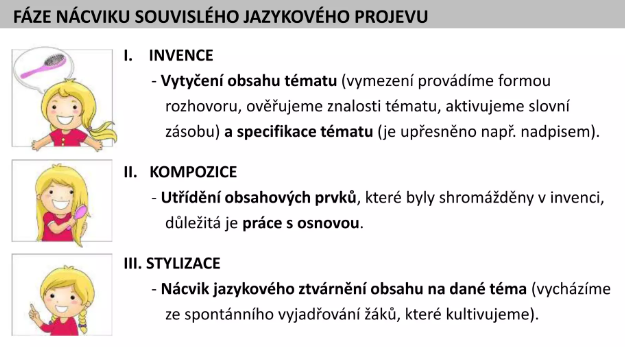 FÁZE NÁCVIKU SOUVISLÉHO JAZYKOVÉHO PROJEVU
I. INVENCE
- Vytyčení obsahu tématu (vymezení provádíme formou
rozhovoru, ověřujeme znalosti tématu, aktivujeme slovní
zásobu) a specifikace tématu (je upřesněno např. nadpisem).
II. KOMPOZICE
- Utřídění obsahových prvků, které byly shromážděny v invenci,
důležitá je práce s osnovou.
III. STYLIZACE
- Nácvik jazykového ztvárnění obsahu na dané téma (vycházíme
ze spontánního vyjadřování žáků, které kultivujeme).